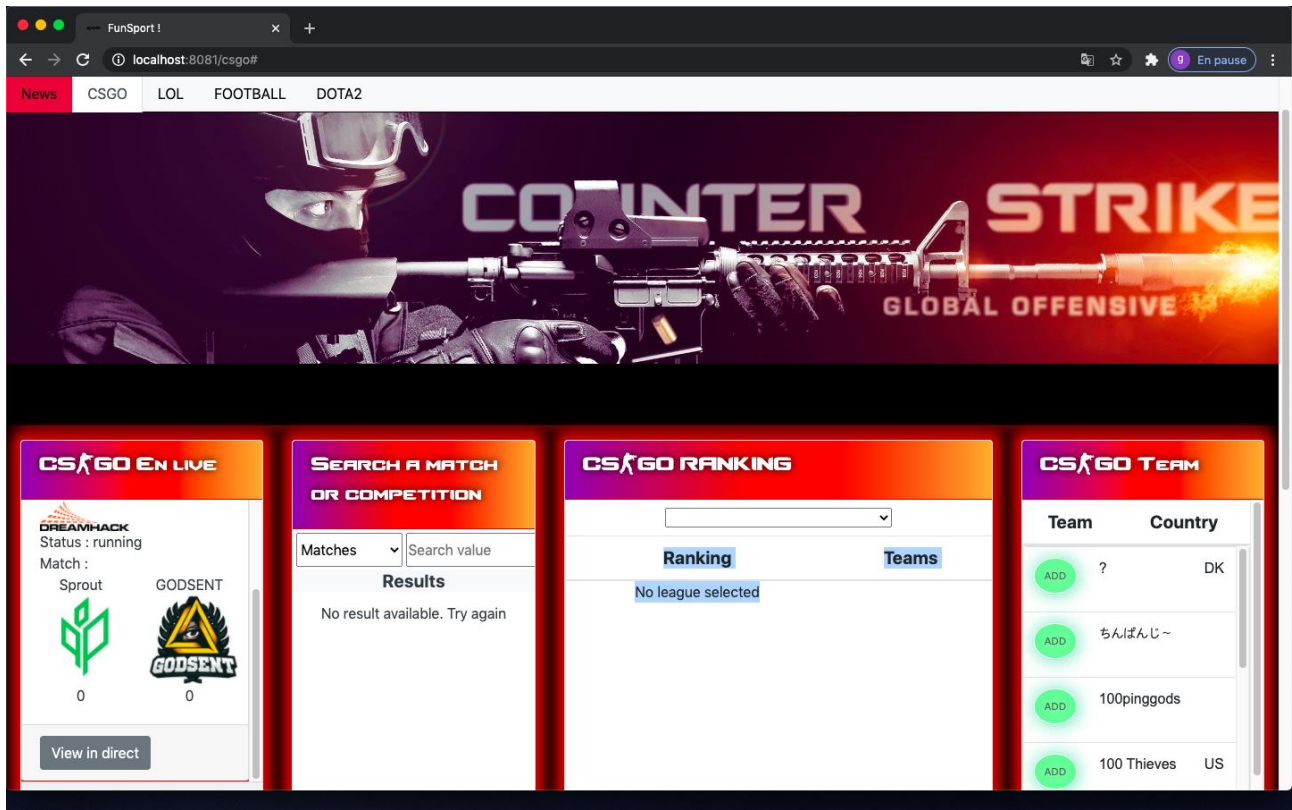 FunSport !
localhost:8081/csgo#
g En pause
News CSGO LOL FOOTBALL DOTA2
COUNTER STRIKE
GLOBAL OFFENSIVE
CS GO En live
DREAMHACK
Status : running
Match :
Sprout GODSENT
GODSENT
0 0
View in direct
Search a match
or competition
Matches Search value
Results
No result available. Try again
CS GO Ranking
Ranking Teams
No league selected
CS GO Team
Team Country
ADD ? DK
ADD ちんぱんじ~
ADD 100pinggods
ADD 100 Thieves US